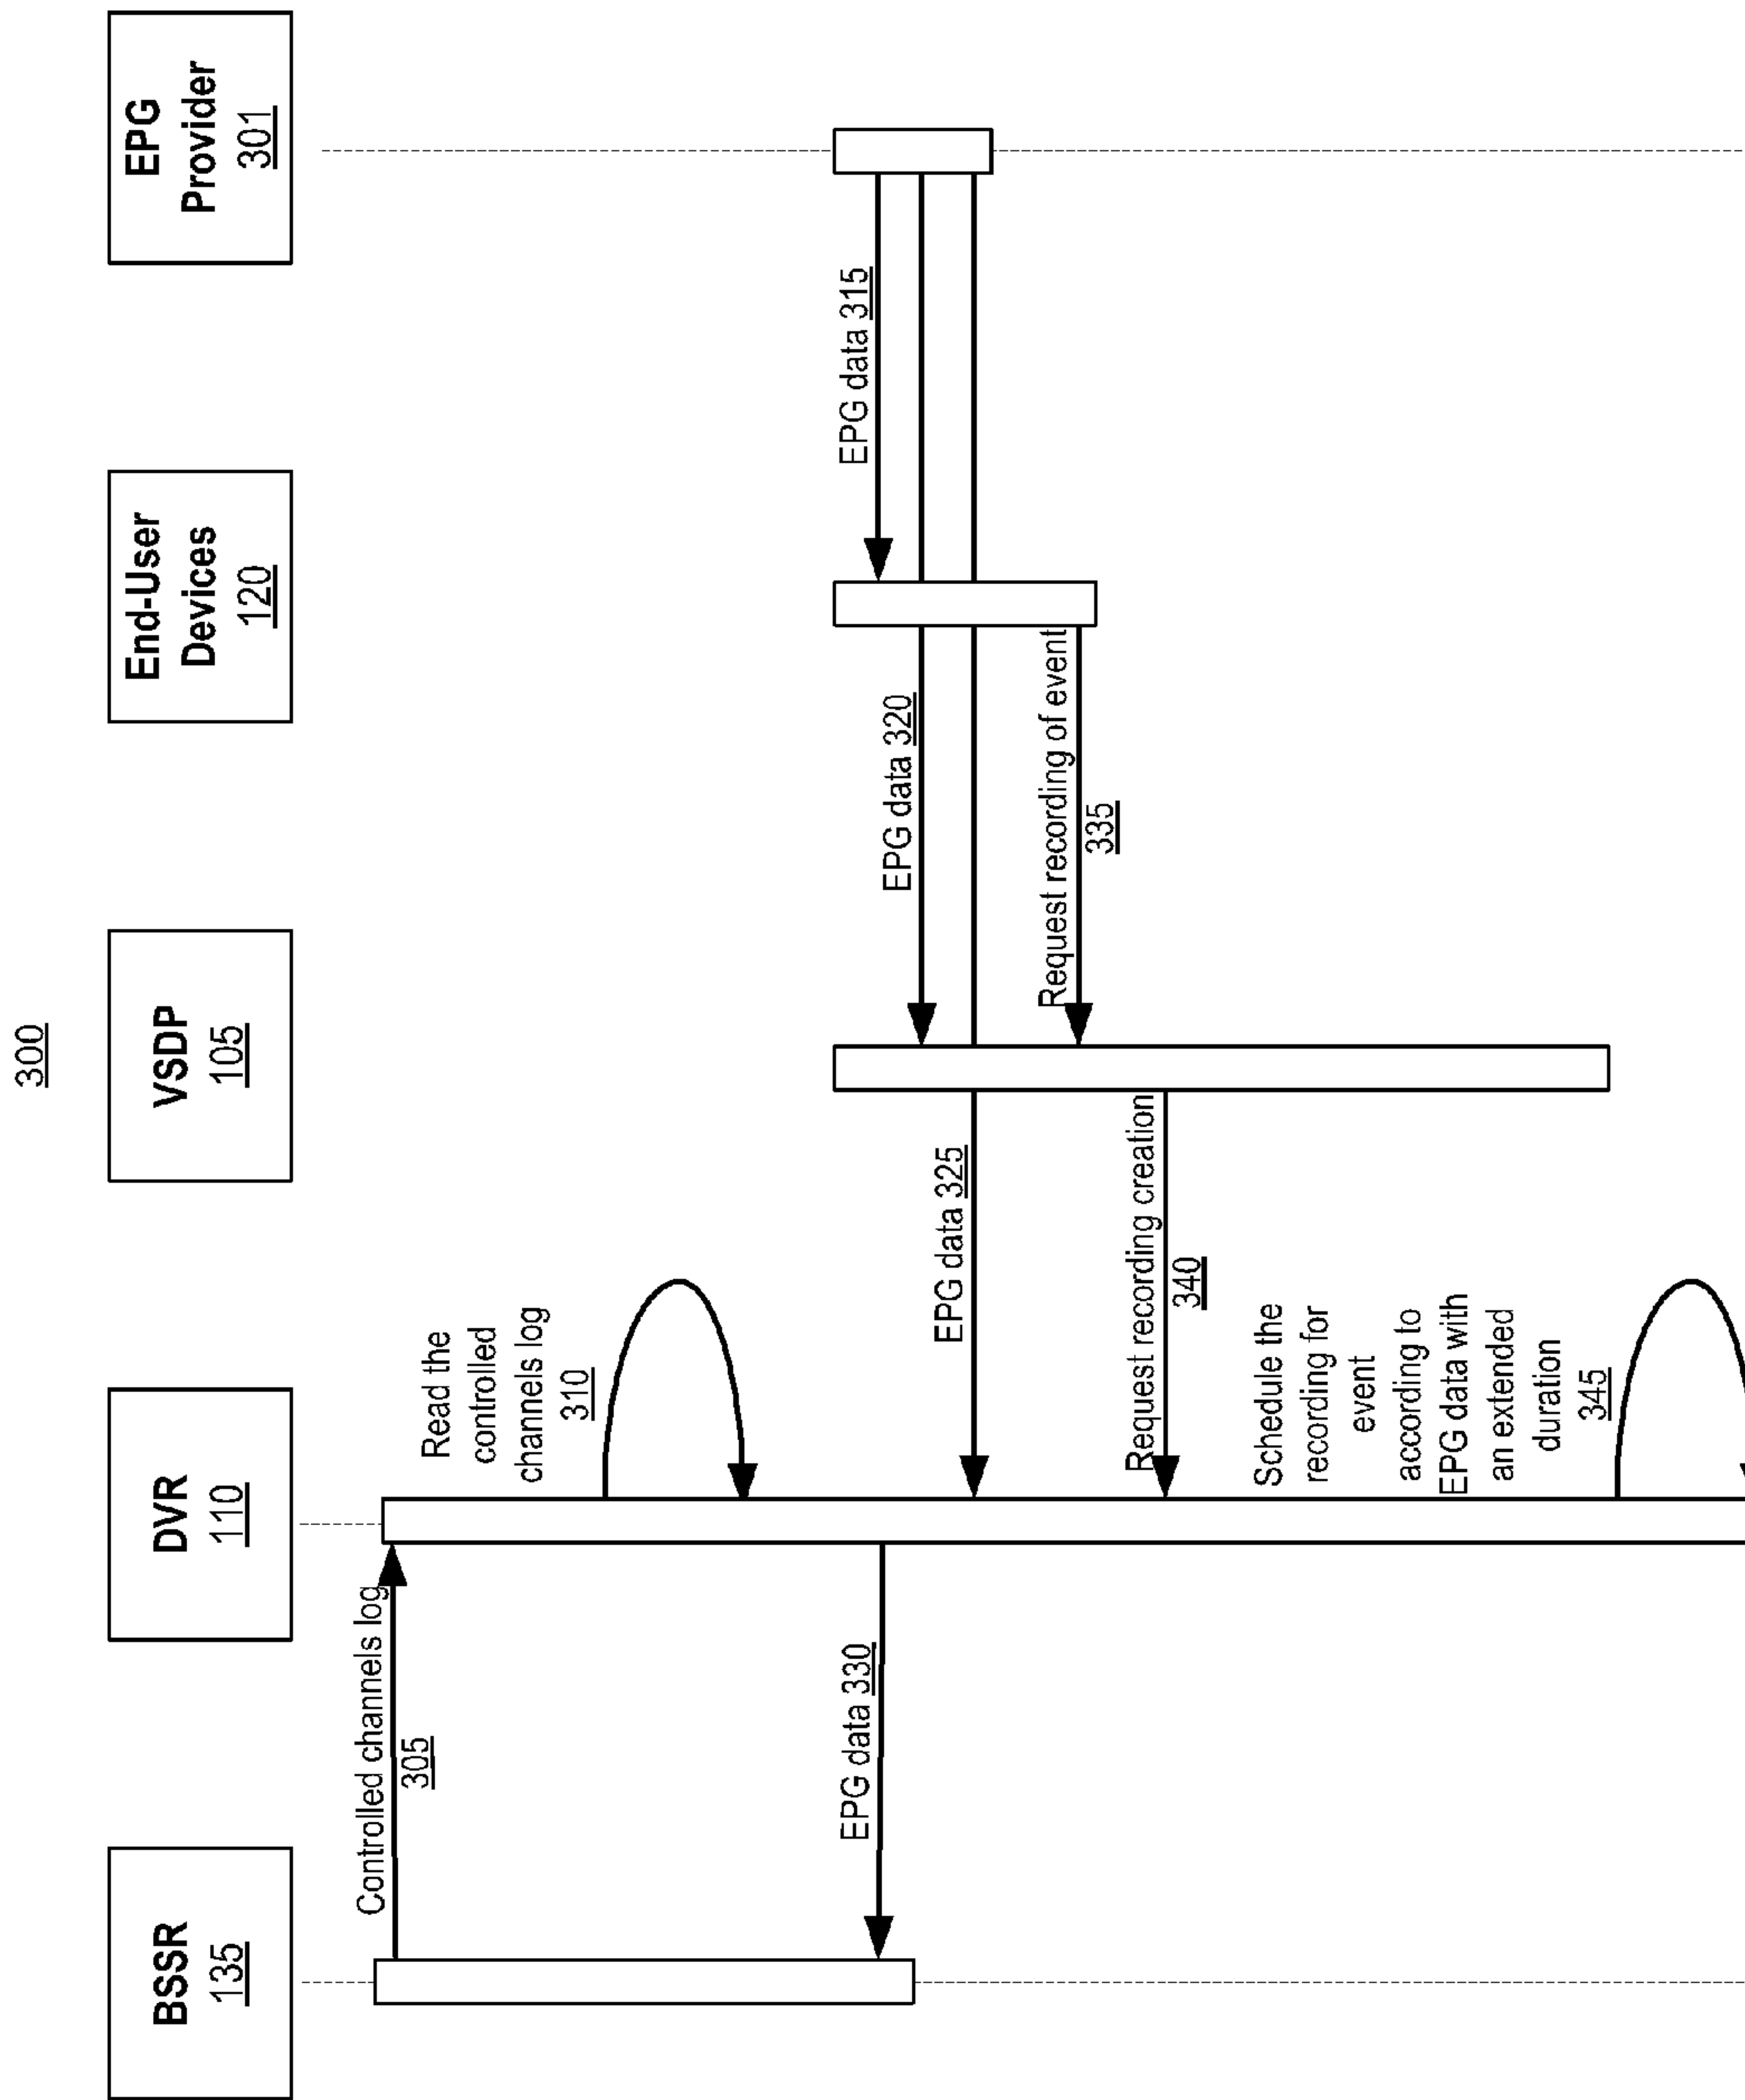 300
BSSR
135
DVR
110
VSDP
105
End-User
Devices
120
EPG
Provider
301
Controlled channels log
305
Read the
controlled
channels log
310
EPG data 315
EPG data 320
EPG data 325
EPG data 330
Request recording of event
335
Request recording creation
340
Schedule the
recording for
event
according to
EPG data with
an extended
duration
345